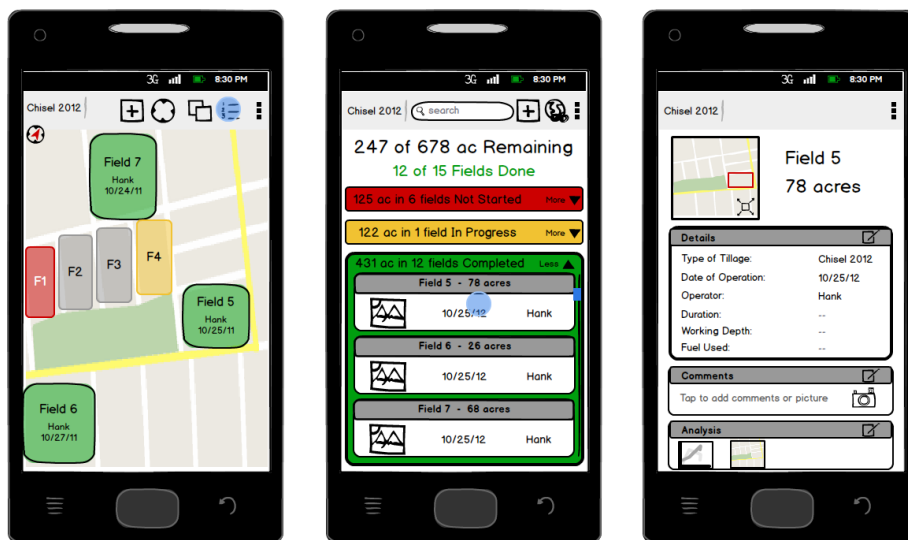 3G 8:30 PM
Chisel 2012
Field 7
Hank
10/24/11
F1 F2 F3 F4
Field 5
Hank
10/25/11
Field 6
Hank
10/27/11
3G 8:30 PM
Chisel 2012 search
247 of 678 ac Remaining
12 of 15 Fields Done
125 ac in 6 fields Not Started More
122 ac in 1 field In Progress More
431 ac in 12 fields Completed Less
Field 5 - 78 acres
10/25/12 Hank
Field 6 - 26 acres
10/25/12 Hank
Field 7 - 68 acres
10/25/12 Hank
3G 8:30 PM
Chisel 2012
Field 5
78 acres
Details
Type of Tillage: Chisel 2012
Date of Operation: 10/25/12
Operator: Hank
Duration: --
Working Depth: --
Fuel Used: --
Comments
Tap to add comments or picture
Analysis